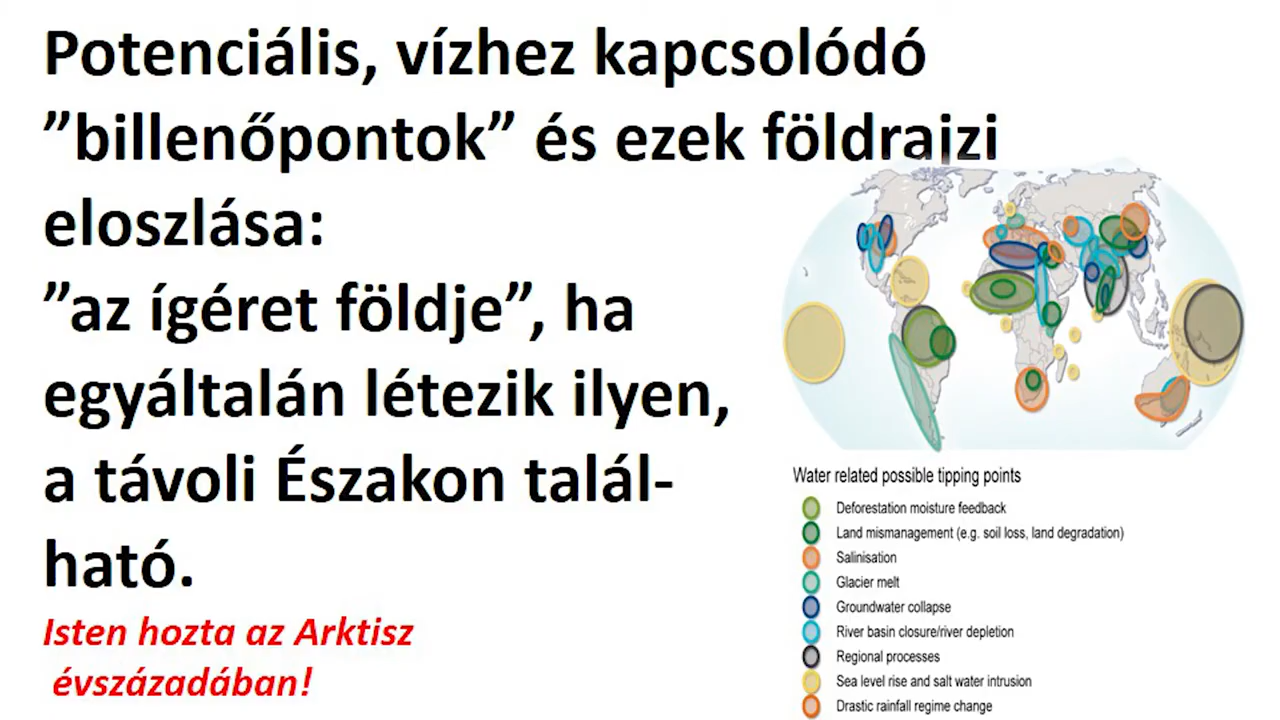 Potenciális, vízhez kapcsolódó
”billenőpontok” és ezek földrajzi
eloszlása:
”az ígéret földje”, ha
egyáltalán létezik ilyen,
a távoli Északon talál-
ható.
Isten hozta az Arktisz
évszázadában!
Water related possible tipping points
Deforestation moisture feedback
Land mismanagement (e.g. soil loss, land degradation)
Salinisation
Glacier melt
Groundwater collapse
River basin closure/river depletion
Regional processes
Sea level rise and salt water intrusion
Drastic rainfall regime change